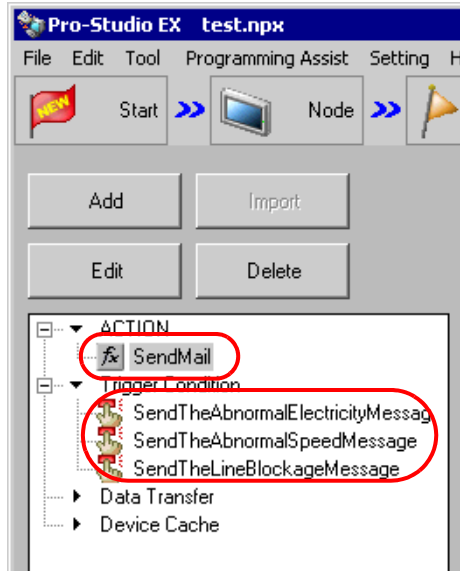 Pro-Studio EX test.npx
File Edit Tool Programming Assist Setting H
NEW Start Node
Add Import
Edit Delete
ACTION
fx SendMail
Trigger Condition
SendTheAbnormalElectricityMessag
SendTheAbnormalSpeedMessage
SendTheLineBlockageMessage
Data Transfer
Device Cache